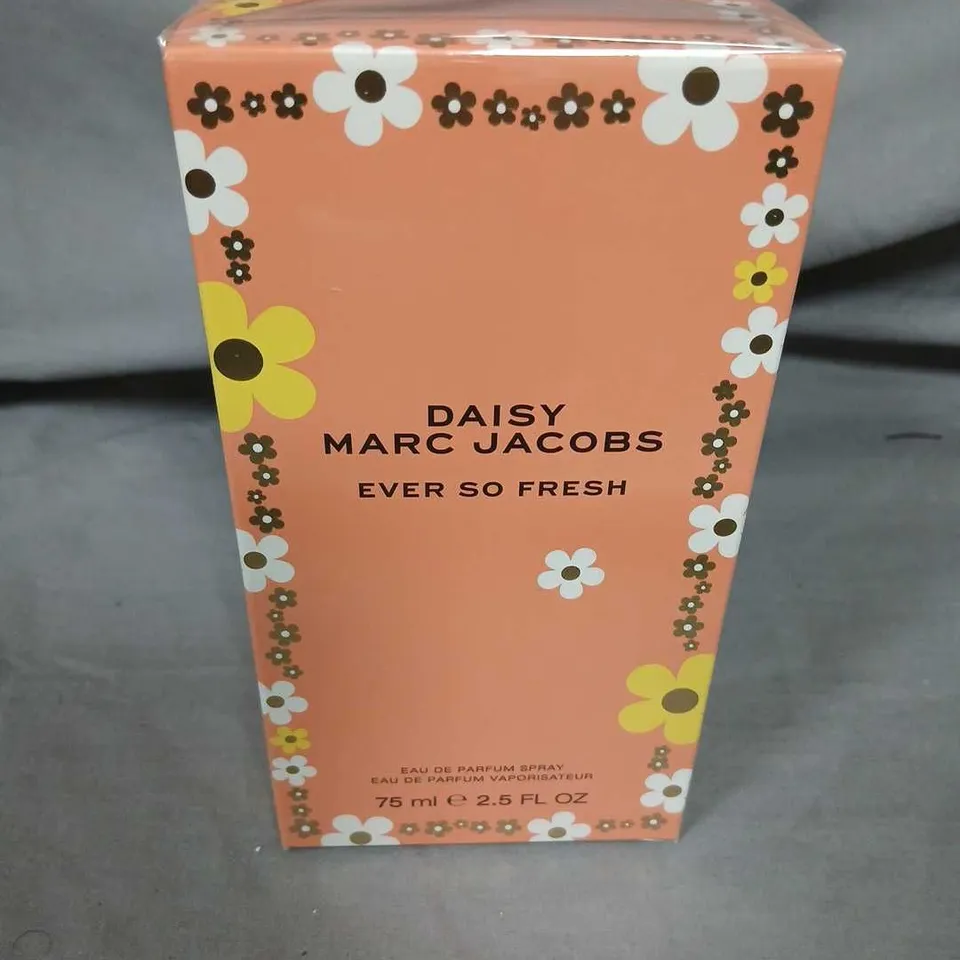 DAISY
MARC JACOBS
EVER SO FRESH
EAU DE PARFUM SPRAY
EAU DE PARFUM VAPORISATEUR
75 ml ℮ 2.5 FL OZ